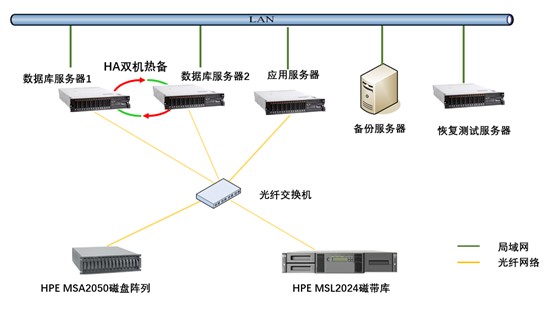 LAN
数据库服务器1
HA双机热备
数据库服务器2
应用服务器
备份服务器
恢复测试服务器
光纤交换机
局域网
光纤网络
HPE MSA2050磁盘阵列
HPE MSL2024磁带库